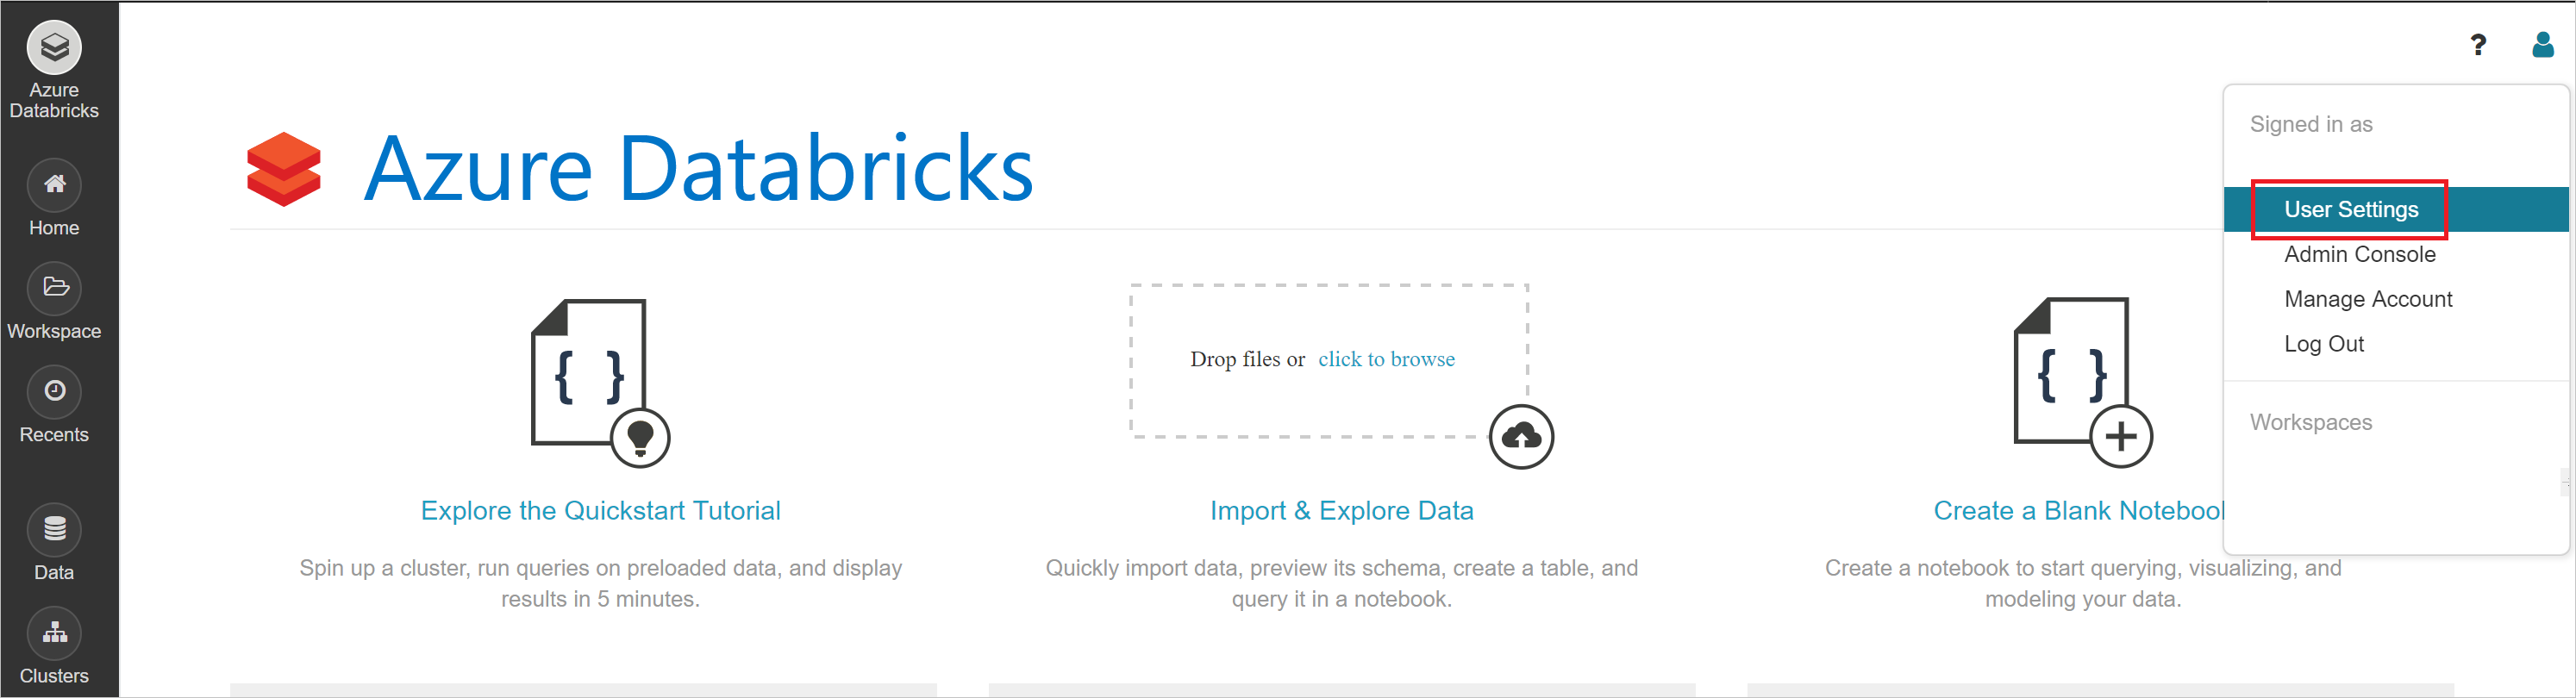 Azure
Databricks
Home
Workspace
Recents
Data
Clusters
?
Azure Databricks
{ }
Explore the Quickstart Tutorial
Spin up a cluster, run queries on preloaded data, and display
results in 5 minutes.
Drop files or click to browse
Import & Explore Data
Quickly import data, preview its schema, create a table, and
query it in a notebook.
{ }
Create a Blank Notebook
Create a notebook to start querying, visualizing, and
modeling your data.
Signed in as
User Settings
Admin Console
Manage Account
Log Out
Workspaces